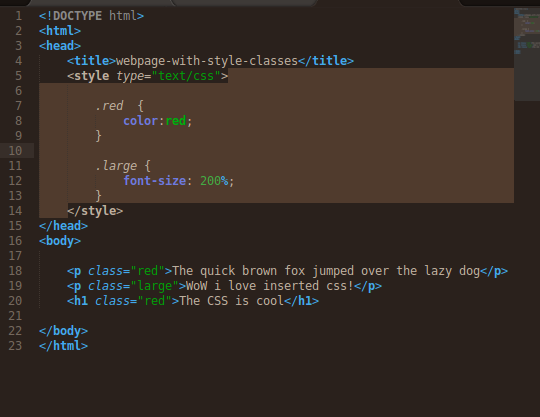 1 <!DOCTYPE html>
2 <html>
3 <head>
4 <title>webpage-with-style-classes</title>
5 <style type="text/css">
6
7 .red  {
8 color:red;
9 }
10
11 .large {
12 font-size: 200%;
13 }
14 </style>
15 </head>
16 <body>
17
18 <p class="red">The quick brown fox jumped over the lazy dog</p>
19 <p class="large">WoW i love inserted css!</p>
20 <h1 class="red">The CSS is cool</h1>
21
22 </body>
23 </html>